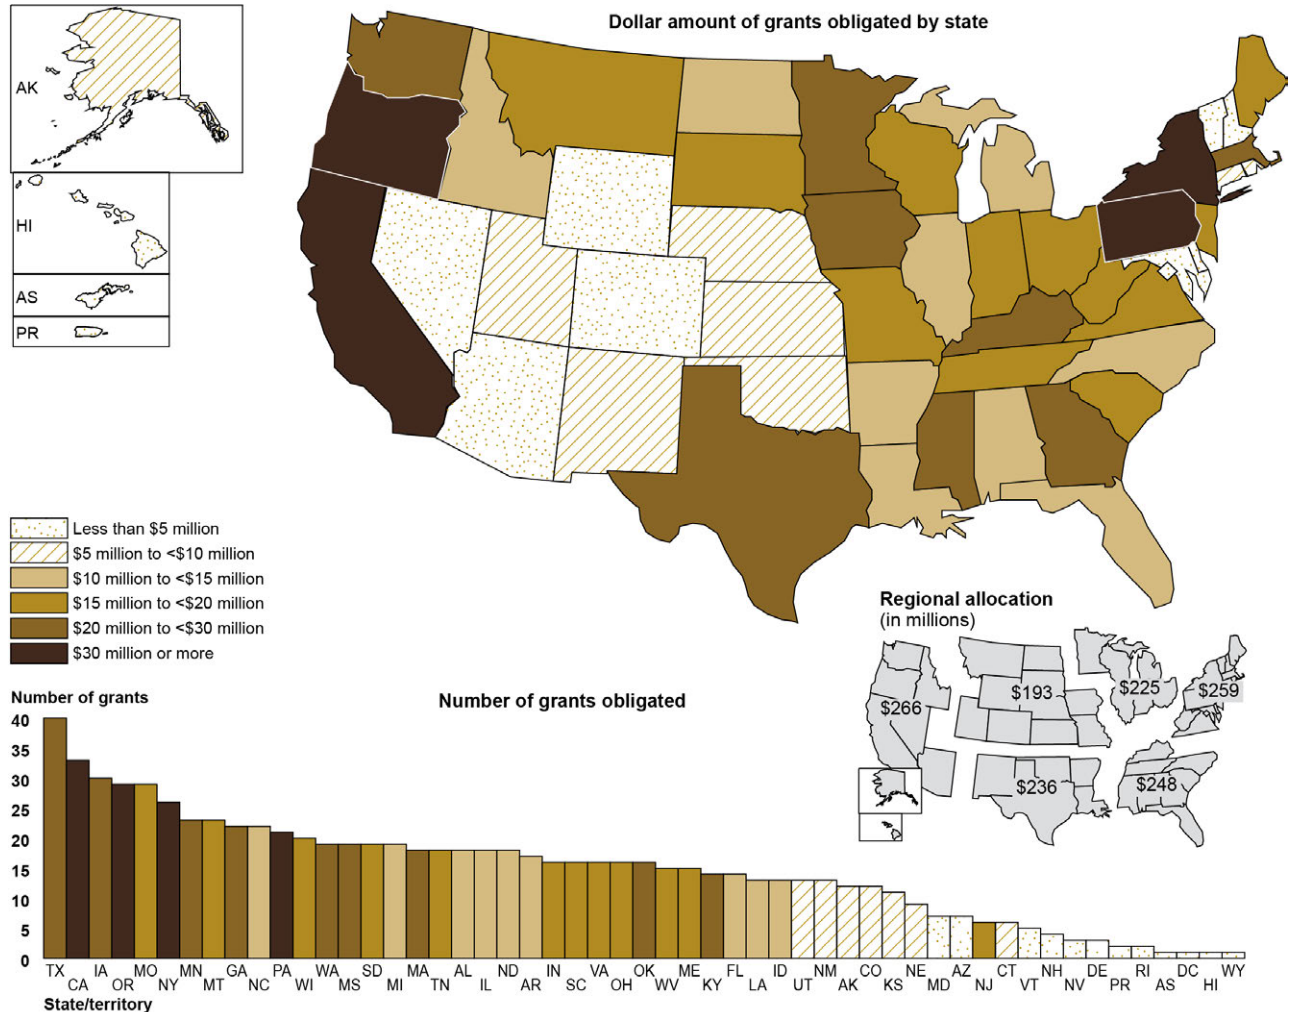 Dollar amount of grants obligated by state
AK
HI
AS
PR
Less than $5 million
$5 million to <$10 million
$10 million to <$15 million
$15 million to <$20 million
$20 million to <$30 million
$30 million or more
Regional allocation
(in millions)
$193
$225
$259
$266
$236
$248
Number of grants
Number of grants obligated
40
35
30
25
20
15
10
5
0
TX IA MO MN GA PA WA SD MA AL ND IN VA OK ME FL ID NM CO NE AZ CT NH DE RI DC WY
CA OR NY MT NC WI MS MI TN IL AR SC OH WV KY LA UT AK KS MD NJ VT NV PR AS HI
State/territory